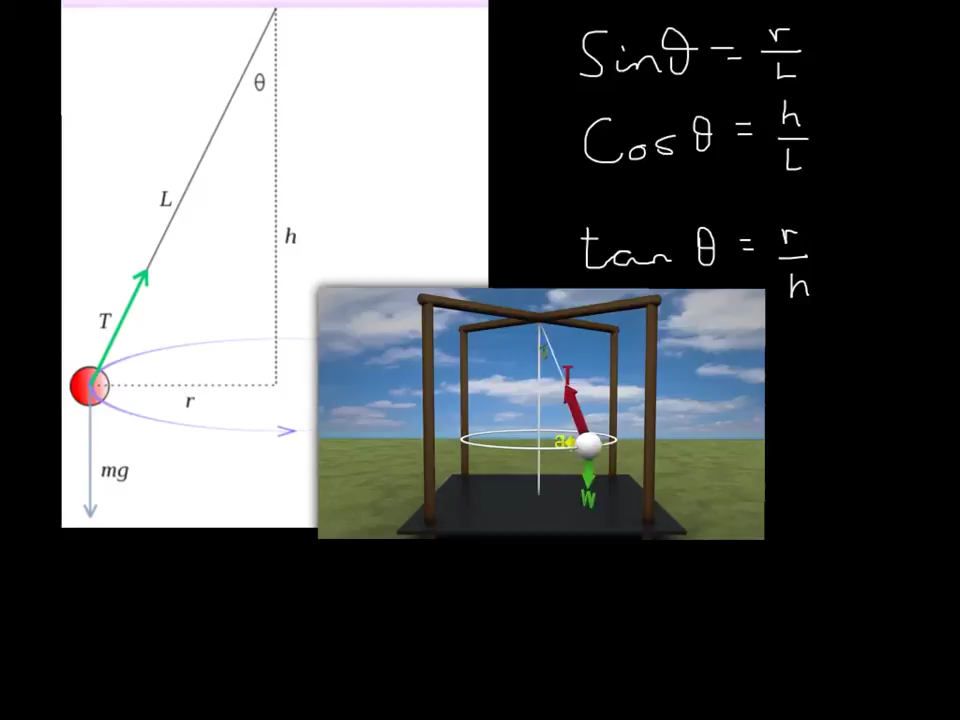 θ
L
h
T
r
mg
Sinθ = r/L
Cosθ = h/L
tan θ = r/h
T
a
W